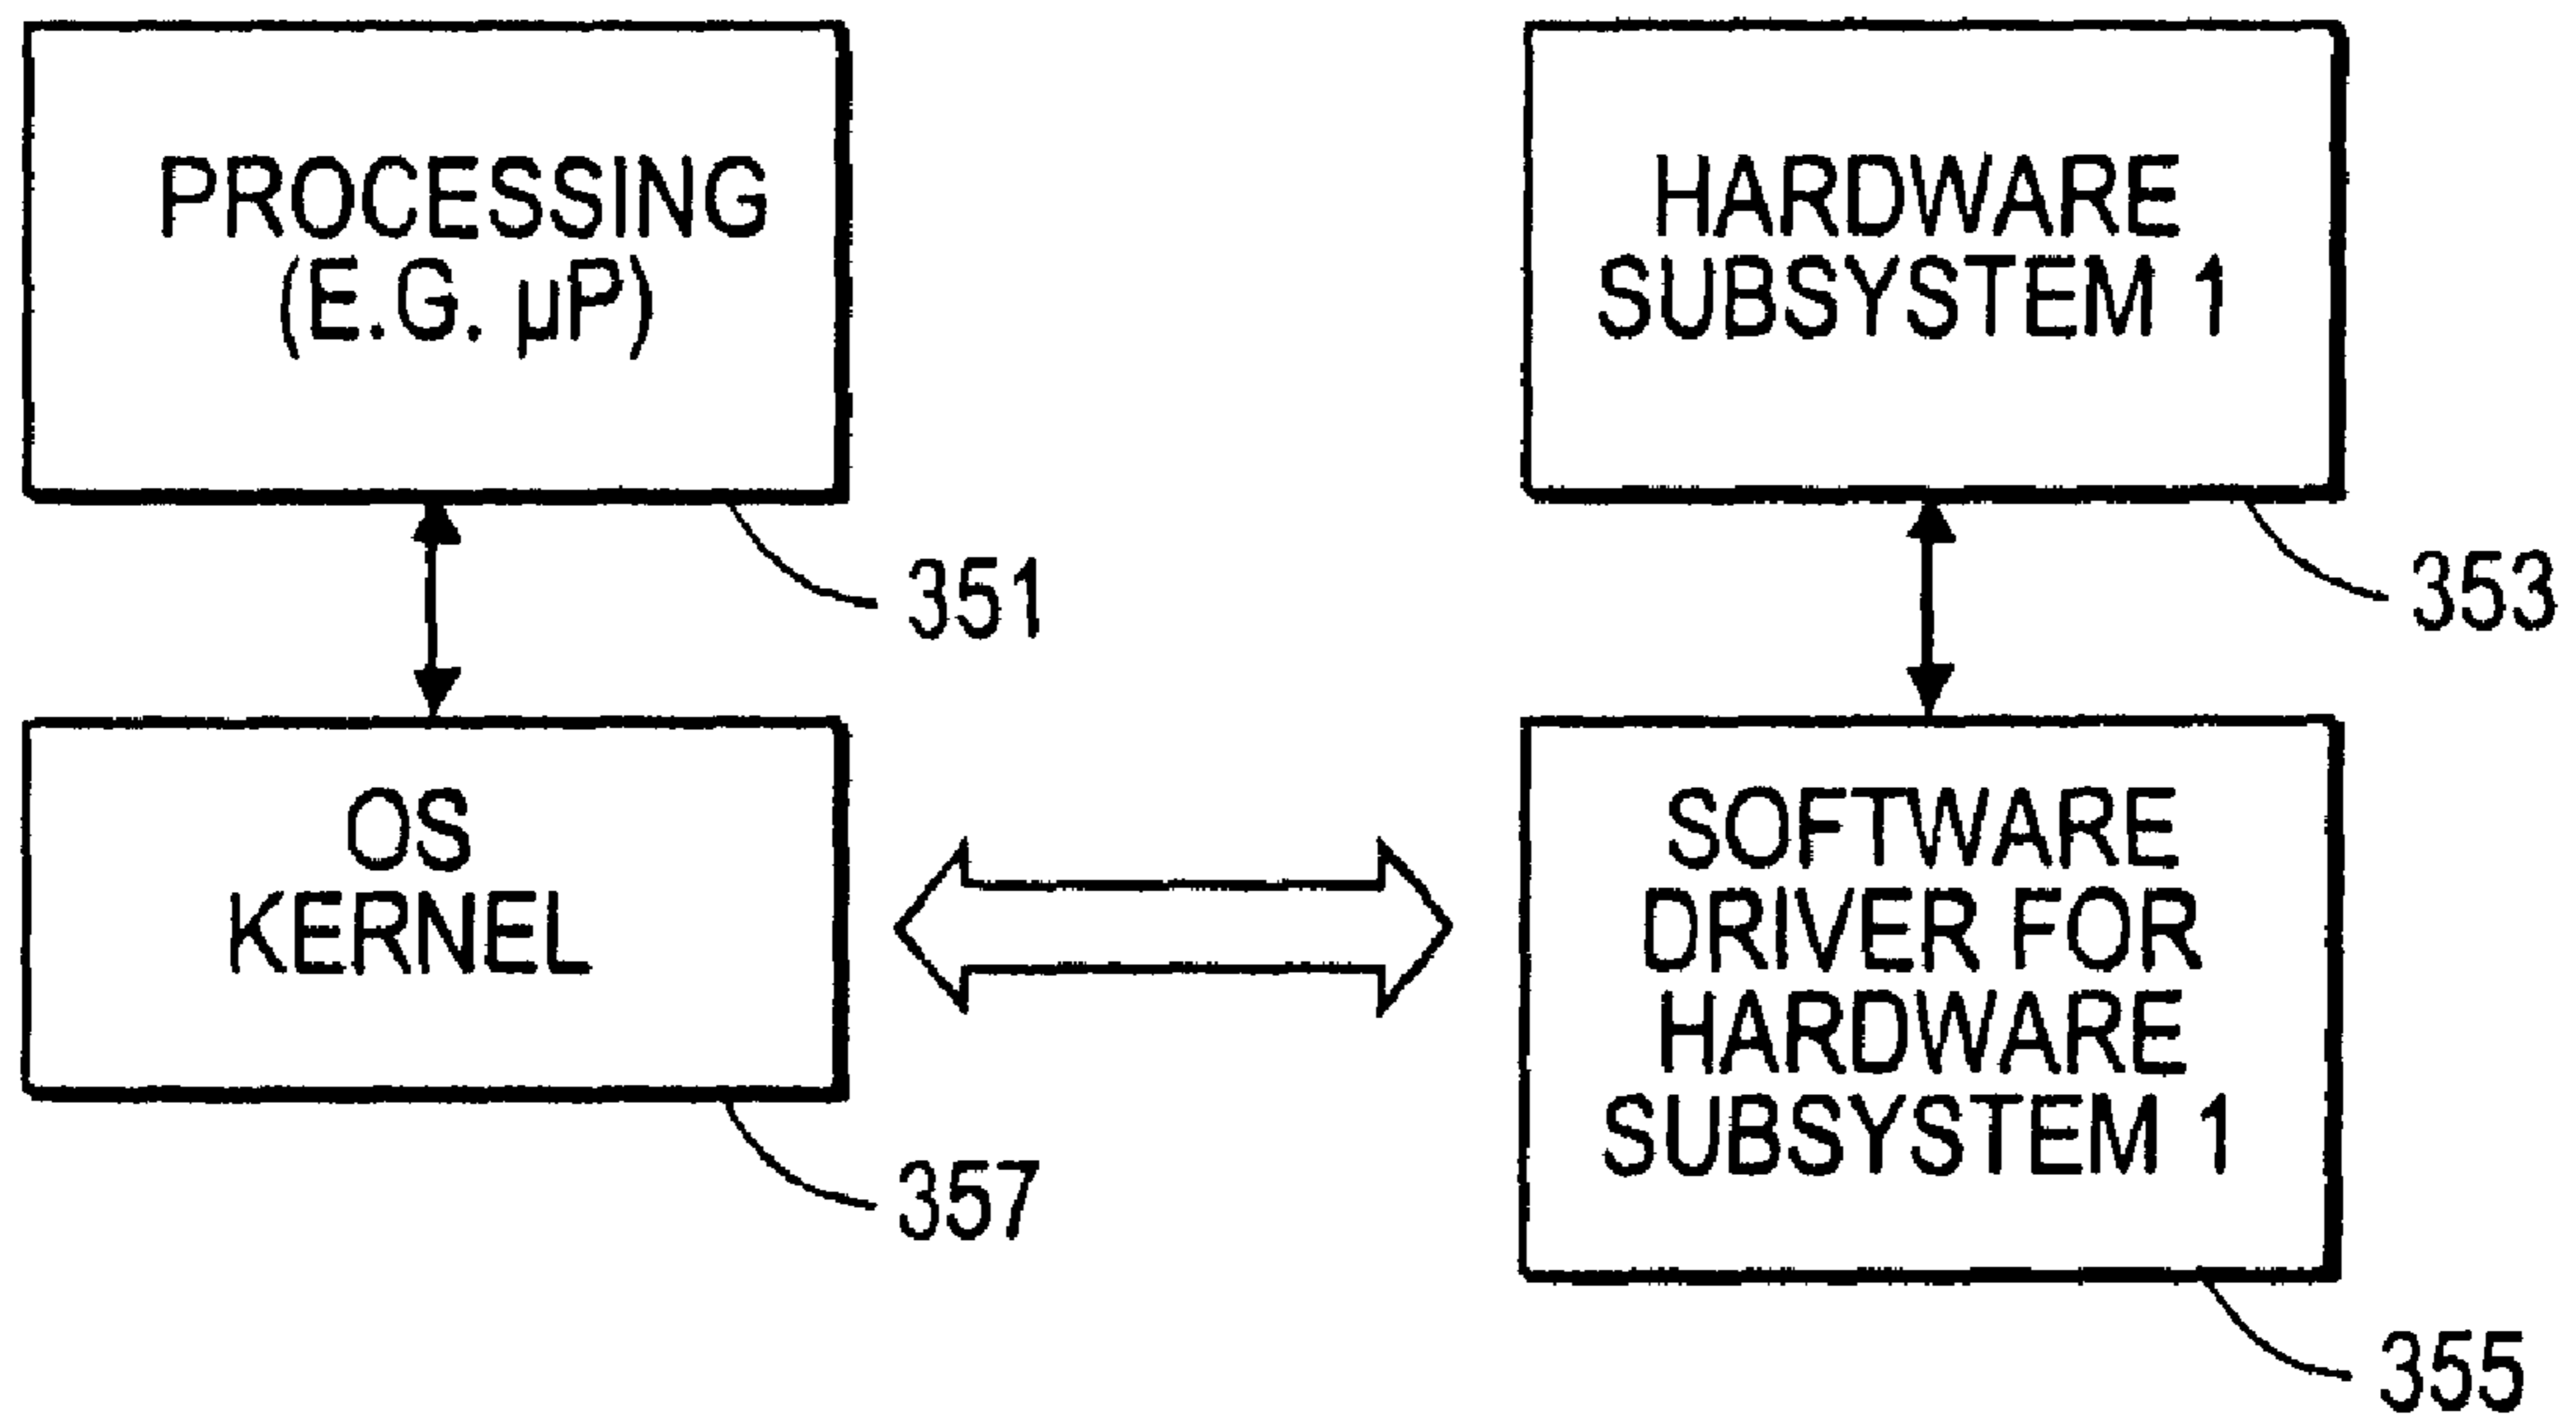 PROCESSING
(E.G. µP)
351
HARDWARE
SUBSYSTEM 1
353
OS
KERNEL
357
SOFTWARE
DRIVER FOR
HARDWARE
SUBSYSTEM 1
355